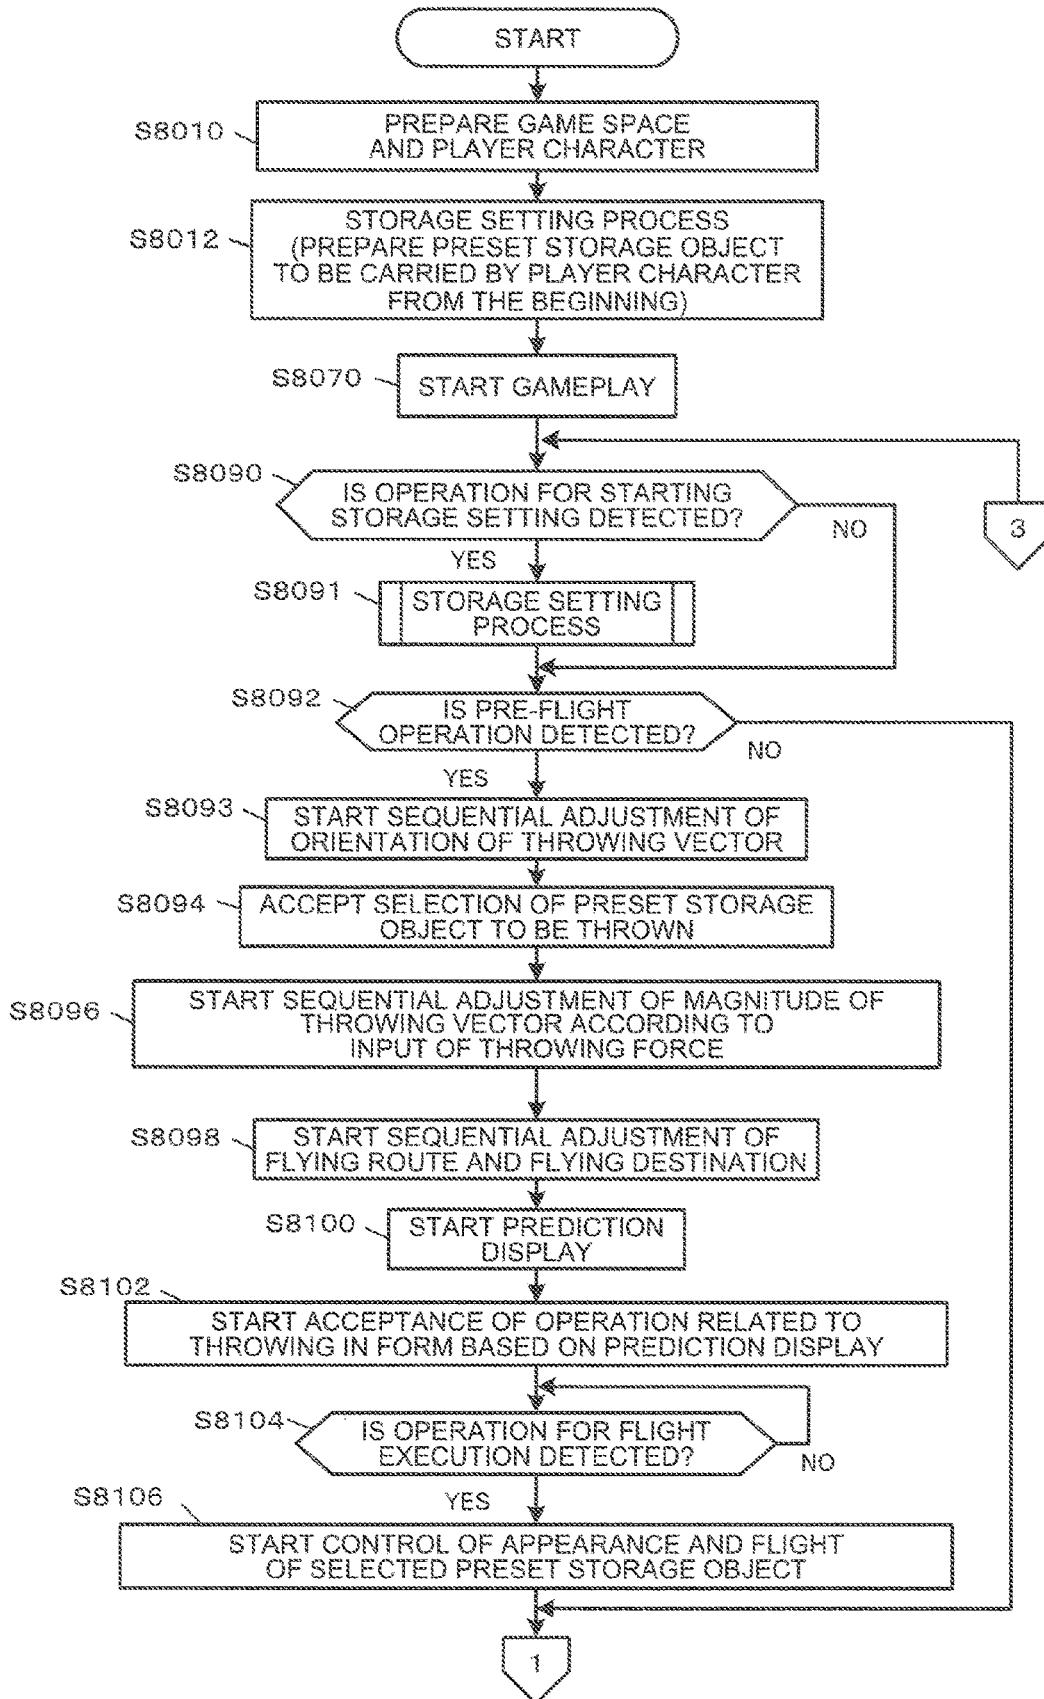 START
S8010
PREPARE GAME SPACE
AND PLAYER CHARACTER
S8012
STORAGE SETTING PROCESS
(PREPARE PRESET STORAGE OBJECT
TO BE CARRIED BY PLAYER CHARACTER
FROM THE BEGINNING)
S8070
START GAMEPLAY
S8090
IS OPERATION FOR STARTING
STORAGE SETTING DETECTED?
NO
3
YES
S8091
STORAGE SETTING
PROCESS
S8092
IS PRE-FLIGHT
OPERATION DETECTED?
NO
YES
S8093
START SEQUENTIAL ADJUSTMENT OF
ORIENTATION OF THROWING VECTOR
S8094
ACCEPT SELECTION OF PRESET STORAGE
OBJECT TO BE THROWN
S8096
START SEQUENTIAL ADJUSTMENT OF MAGNITUDE OF
THROWING VECTOR ACCORDING TO
INPUT OF THROWING FORCE
S8098
START SEQUENTIAL ADJUSTMENT OF
FLYING ROUTE AND FLYING DESTINATION
S8100
START PREDICTION
DISPLAY
S8102
START ACCEPTANCE OF OPERATION RELATED TO
THROWING IN FORM BASED ON PREDICTION DISPLAY
S8104
IS OPERATION FOR FLIGHT
EXECUTION DETECTED?
NO
YES
S8106
START CONTROL OF APPEARANCE AND FLIGHT
OF SELECTED PRESET STORAGE OBJECT
1